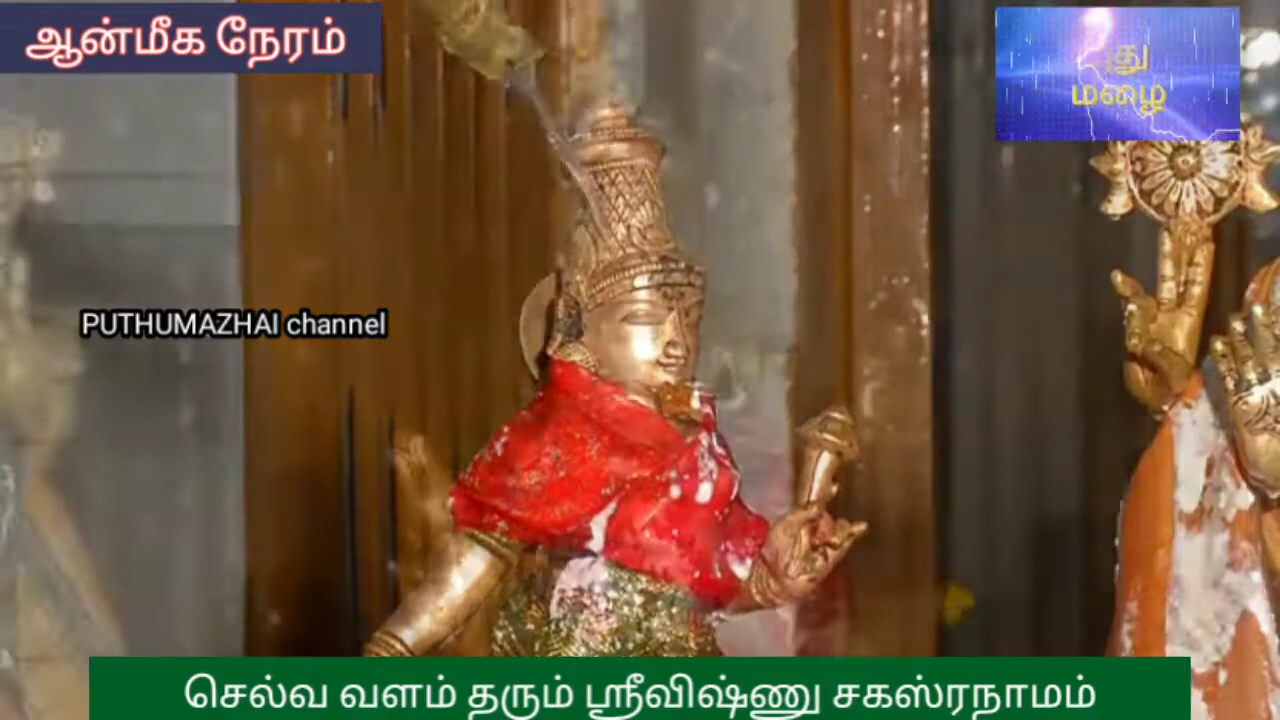 ஆன்மீக நேரம்
து
மழை
PUTHUMAZHAI channel
செல்வ வளம் தரும் ஸ்ரீவிஷ்ணு சகஸ்ரநாமம்